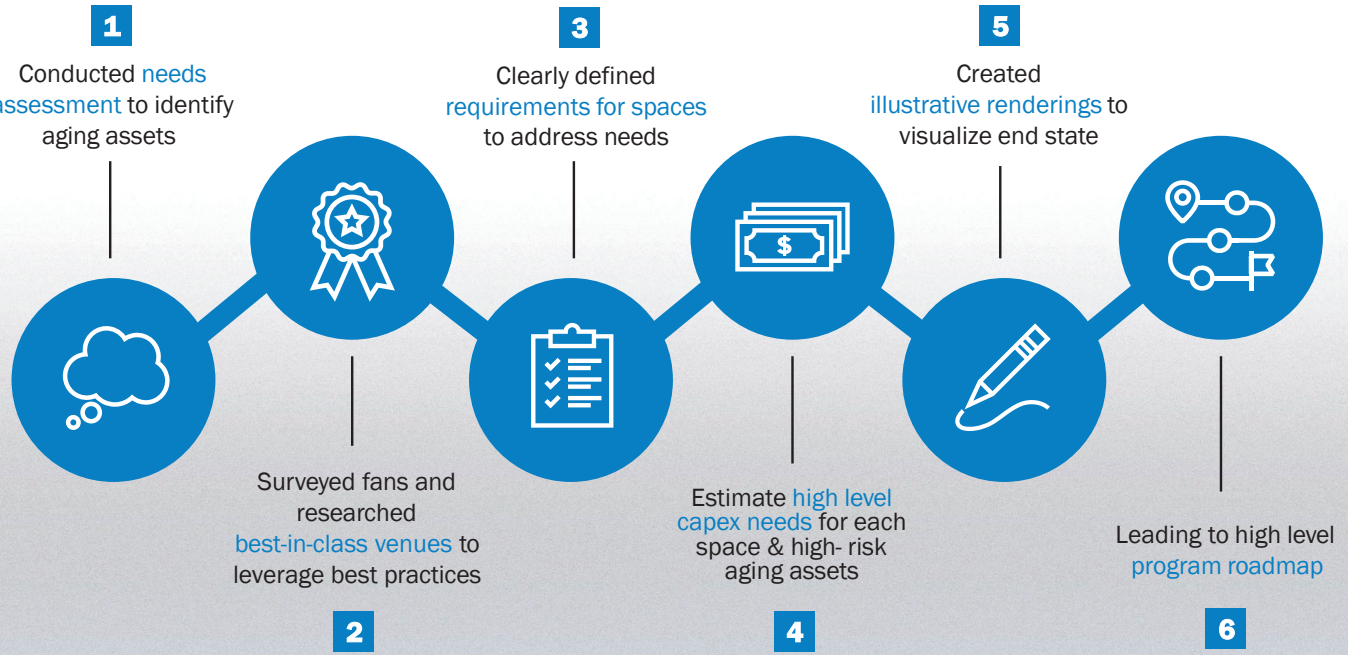 1
Conducted needs
assessment to identify
aging assets
2
Surveyed fans and
researched
best-in-class venues to
leverage best practices
3
Clearly defined
requirements for spaces
to address needs
4
Estimate high level
capex needs for each
space & high- risk
aging assets
$
5
Created
illustrative renderings to
visualize end state
6
Leading to high level
program roadmap